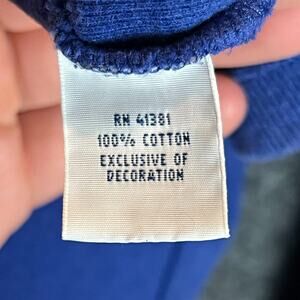 RN 41381
100% COTTON
EXCLUSIVE OF
DECORATION